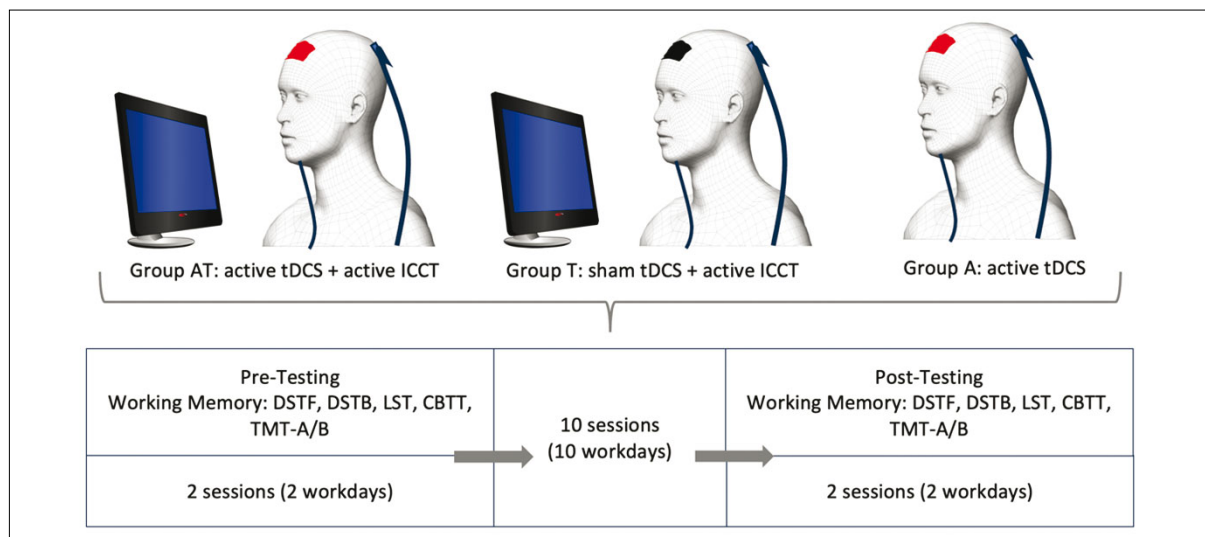 Group AT: active tDCS + active ICCT
Group T: sham tDCS + active ICCT
Group A: active tDCS
Pre-Testing
Working Memory: DSTF, DSTB, LST, CBTT,
TMT-A/B
2 sessions (2 workdays)
10 sessions
(10 workdays)
Post-Testing
Working Memory: DSTF, DSTB, LST, CBTT,
TMT-A/B
2 sessions (2 workdays)